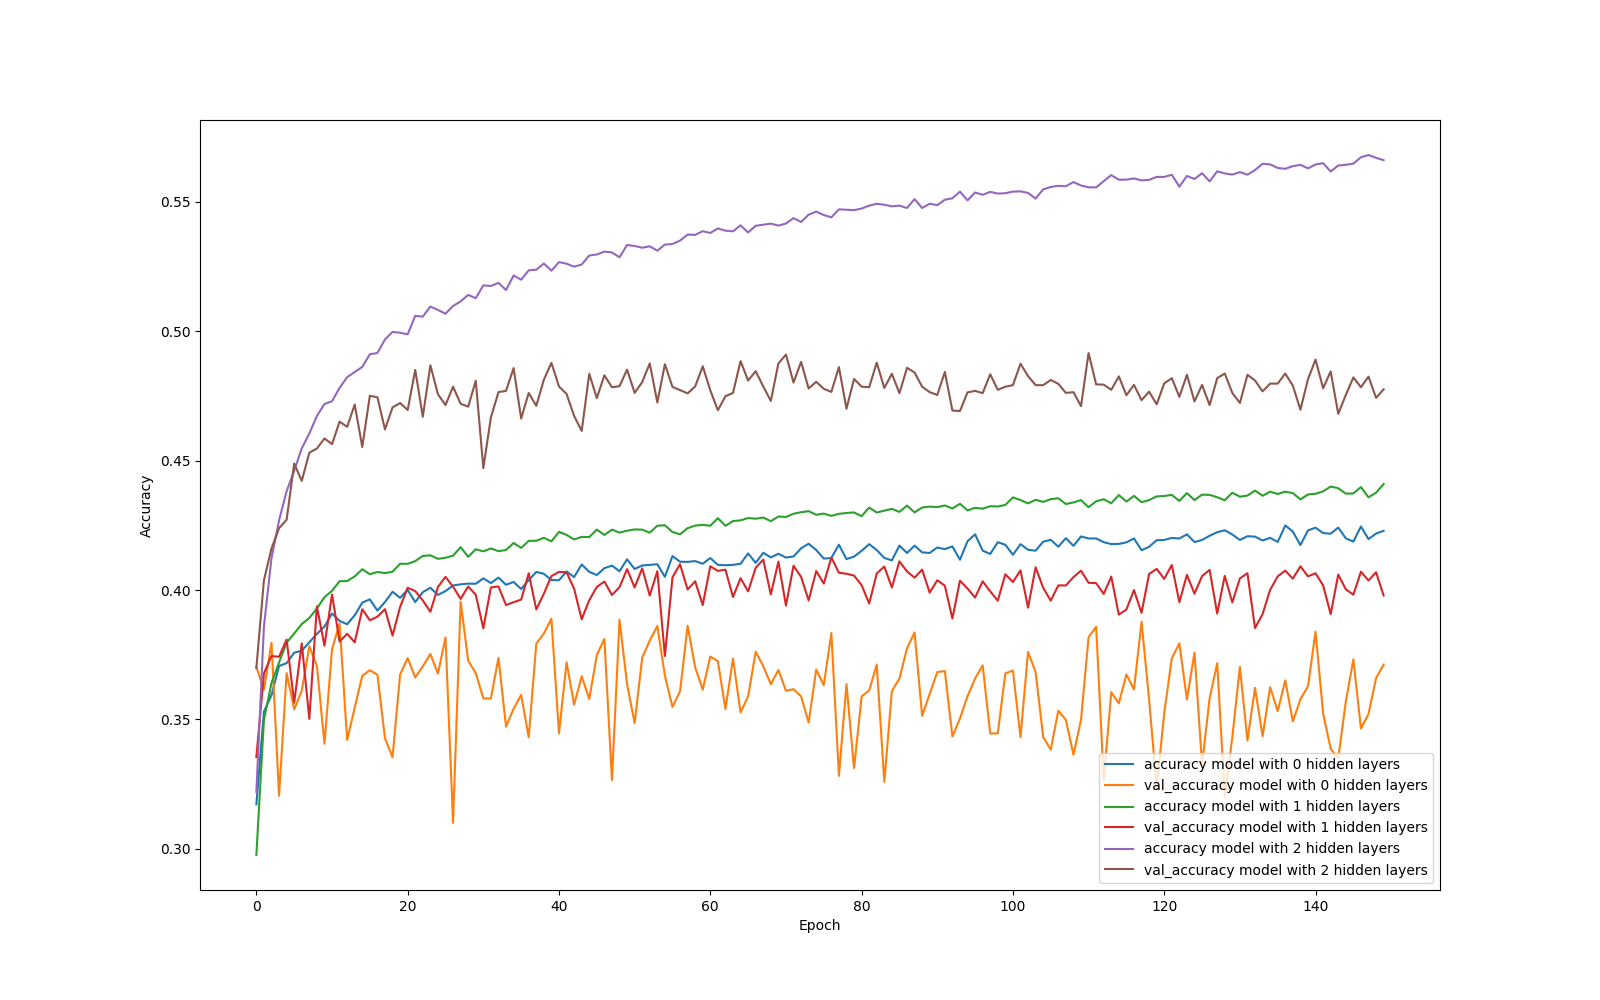 0.55
0.50
0.45
0.40
0.35
0.30
Accuracy
0 20 40 60 80 100 120 140
Epoch
accuracy model with 0 hidden layers
val_accuracy model with 0 hidden layers
accuracy model with 1 hidden layers
val_accuracy model with 1 hidden layers
accuracy model with 2 hidden layers
val_accuracy model with 2 hidden layers